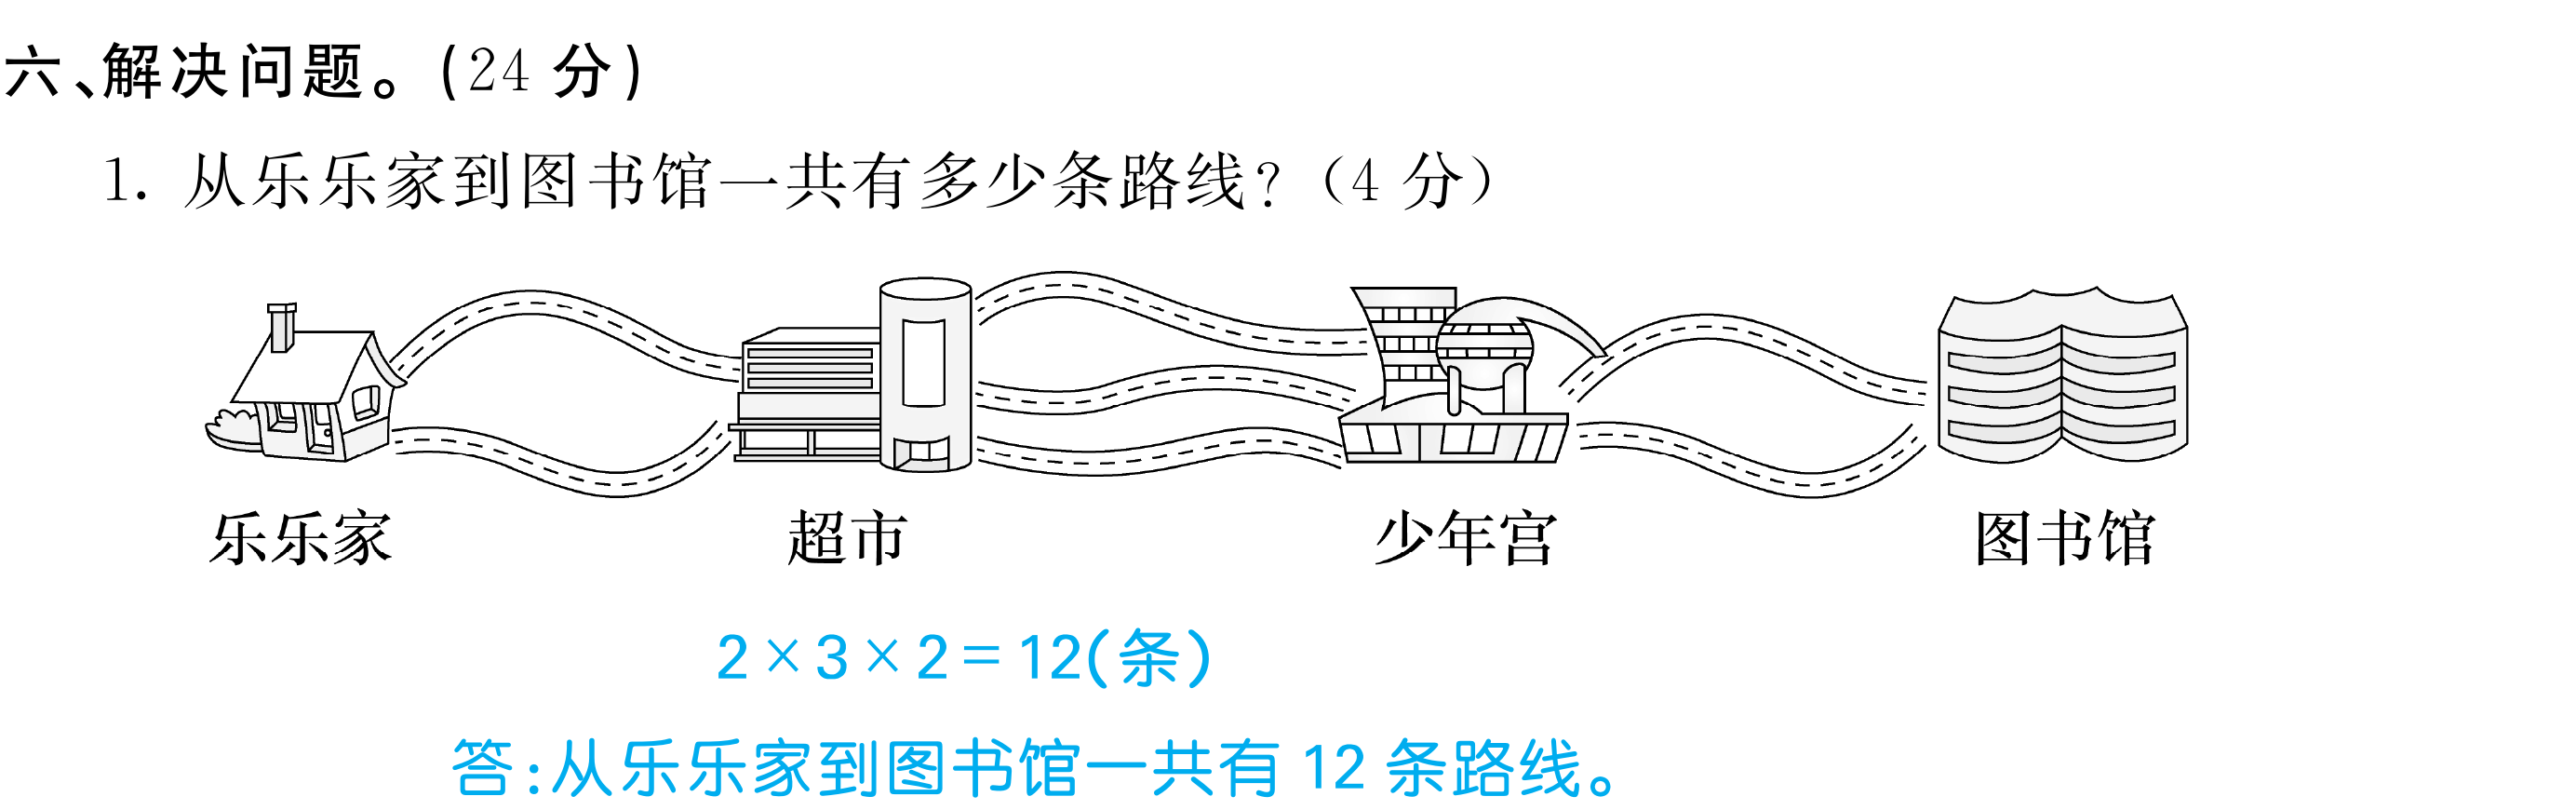 六、解决问题。(24 分)
1. 从乐乐家到图书馆一共有多少条路线?(4 分)
乐乐家 超市 少年宫 图书馆
2×3×2=12(条)
答:从乐乐家到图书馆一共有 12 条路线。